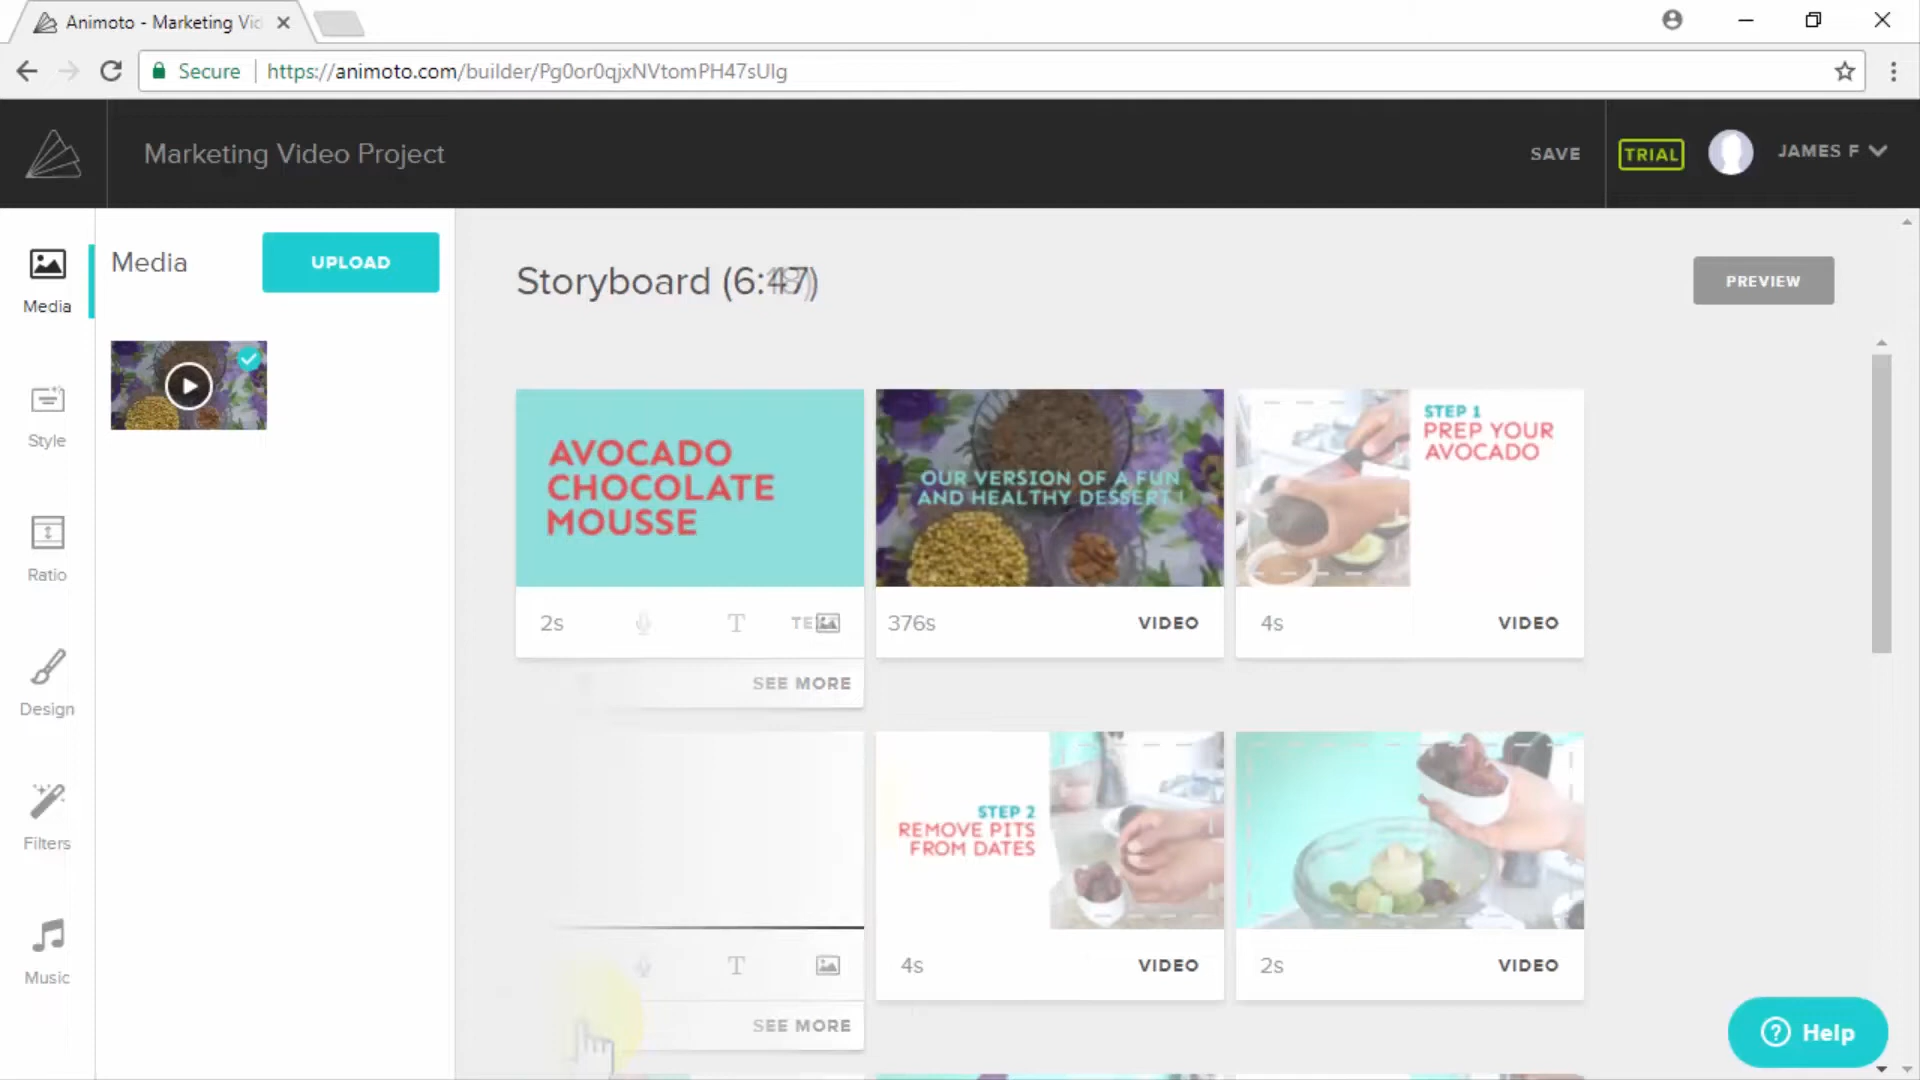 Animoto - Marketing Vid
Secure
https://animoto.com/builder/Pg0or0qjxNVtomPH47sUIg
Marketing Video Project
SAVE
TRIAL
JAMES F
Media
UPLOAD
Media
Style
Ratio
Design
Filters
Music
Storyboard (6:47)
PREVIEW
AVOCADO
CHOCOLATE
MOUSSE
2s
T
SEE MORE
OUR VERSION OF A FUN
AND HEALTHY DESSERT !
376s
VIDEO
STEP 1
PREP YOUR
AVOCADO
4s
VIDEO
T
SEE MORE
STEP 2
REMOVE PITS
FROM DATES
4s
VIDEO
2s
VIDEO
? Help